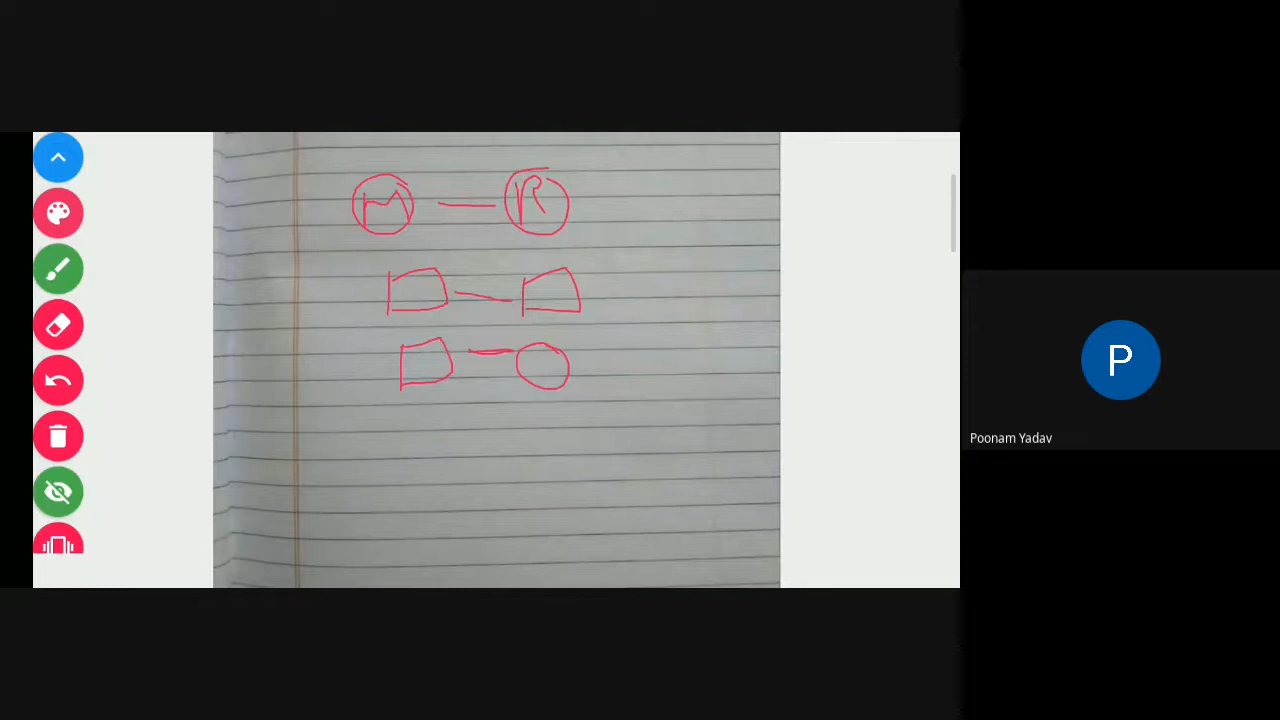 M — R
D — D
D — O
P
Poonam Yadav